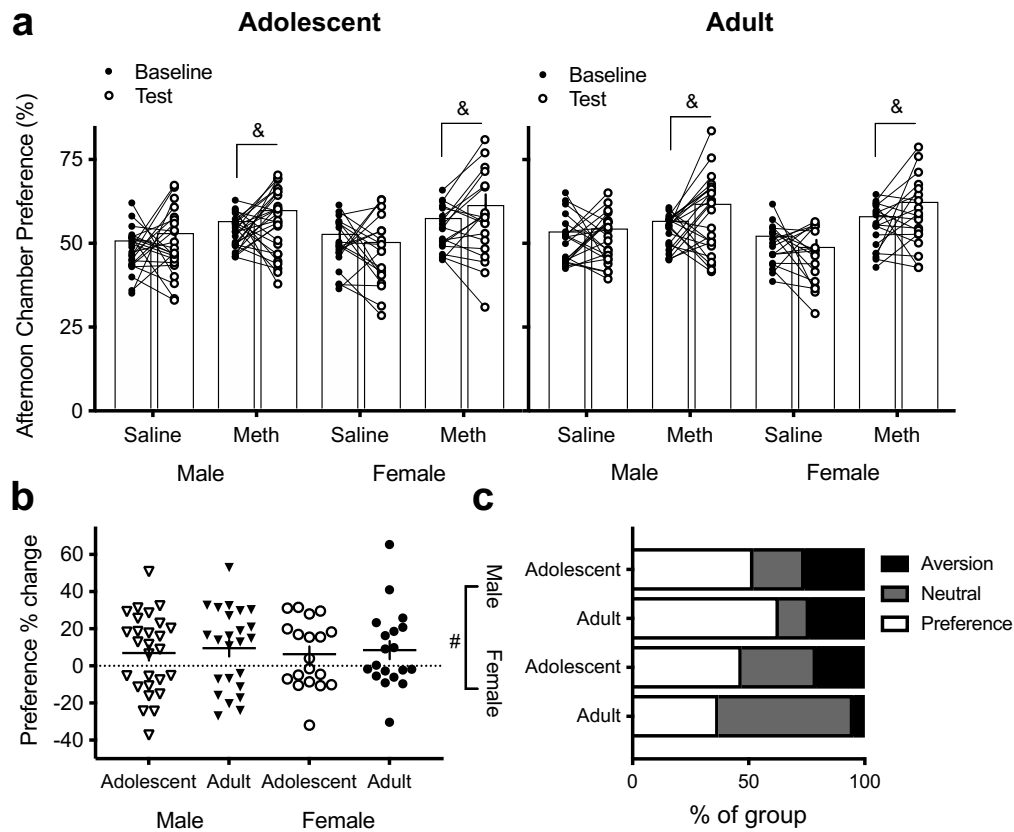 a
Adolescent
Adult
Baseline
Test
Baseline
Test
Afternoon Chamber Preference (%)
75
50
25
0
&
&
&
&
Saline
Meth
Saline
Meth
Saline
Meth
Saline
Meth
Male
Female
Male
Female
b
Preference % change
60
40
20
0
-20
-40
Adolescent
Adult
Adolescent
Adult
Male
Female
#
c
Male
Female
Adolescent
Adult
Adolescent
Adult
0
50
100
% of group
Aversion
Neutral
Preference